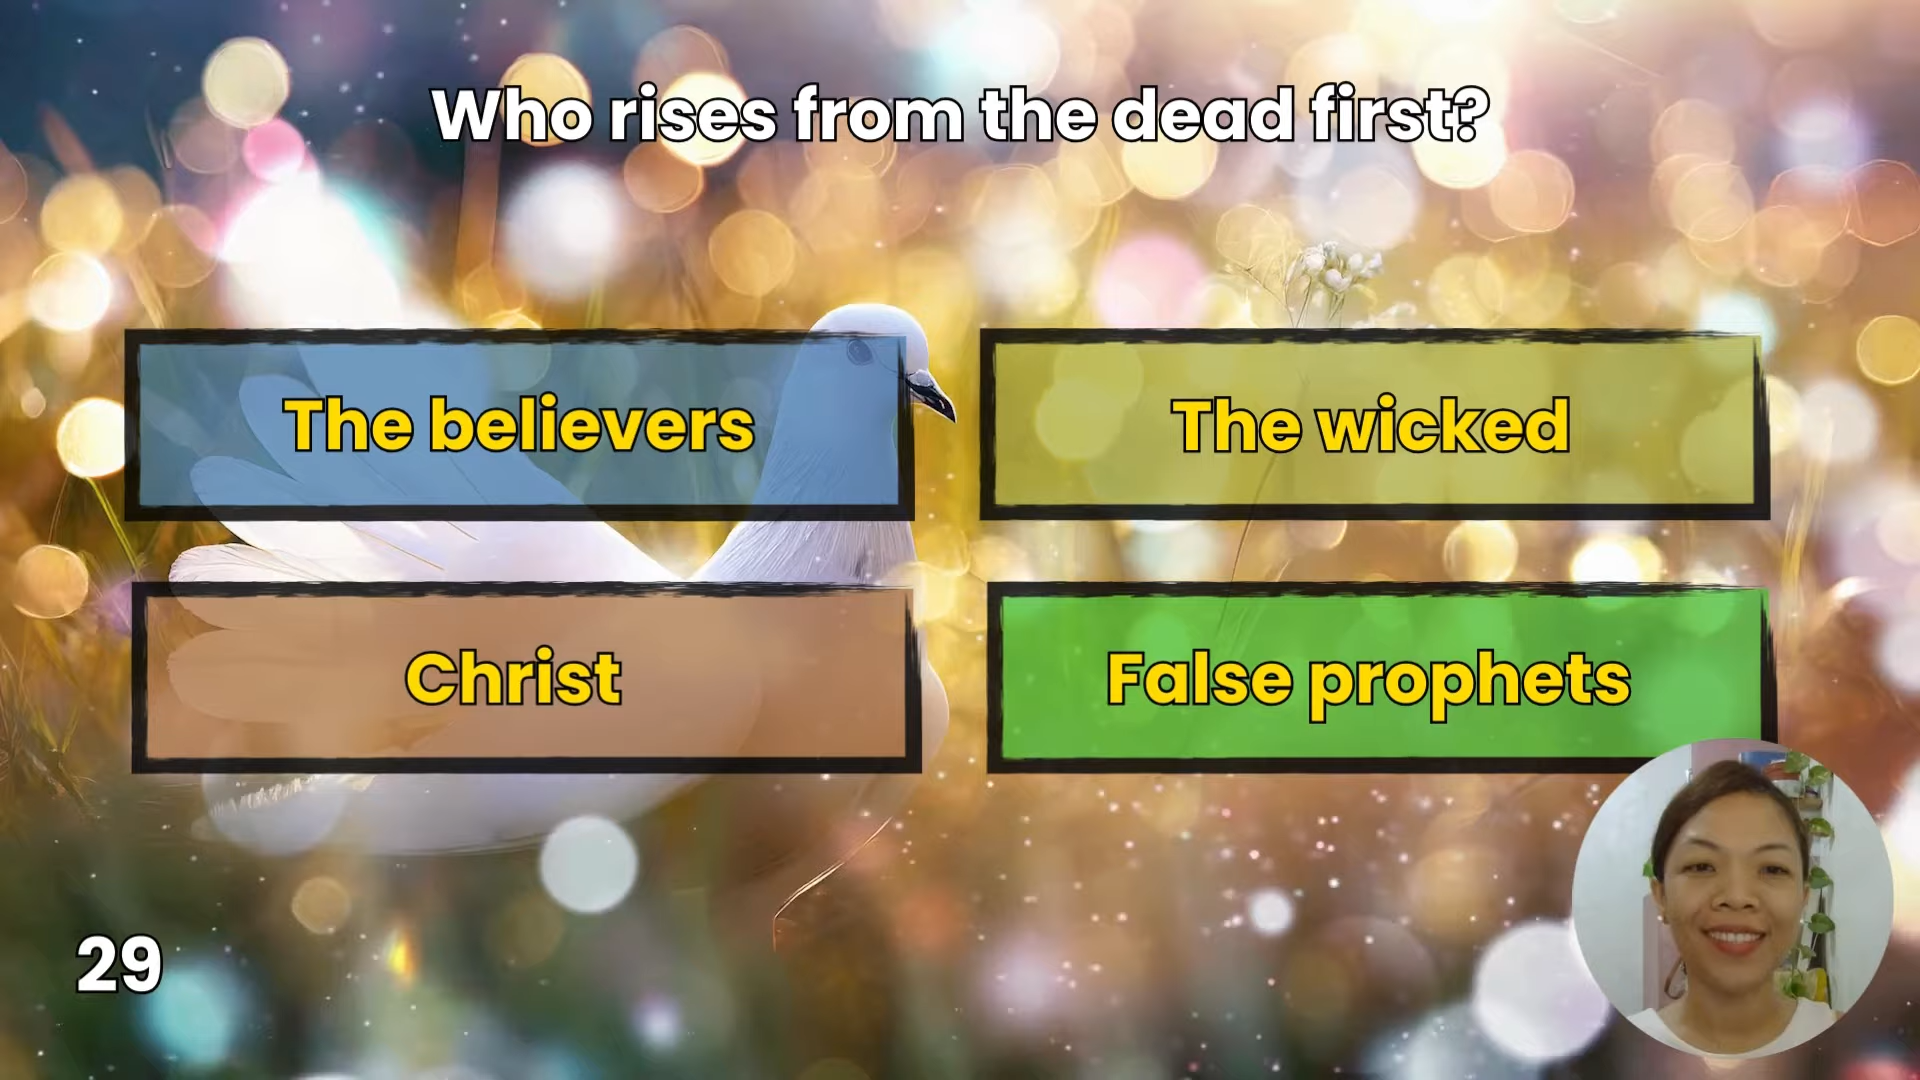 Who rises from the dead first?
The believers
The wicked
Christ
False prophets
29